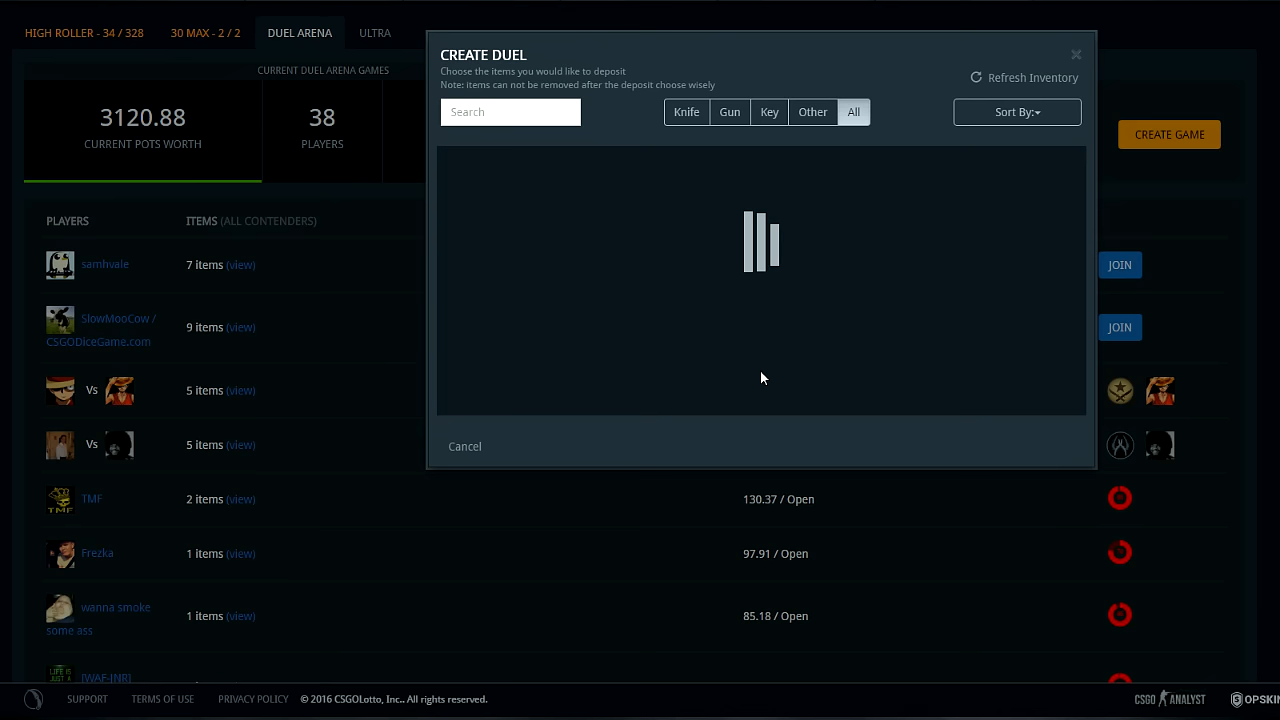 HIGH ROLLER - 34 / 328
30 MAX - 2 / 2
DUEL ARENA
ULTRA
CREATE DUEL
Choose the items you would like to deposit
Note: items can not be removed after the deposit choose wisely
Refresh Inventory
Search
Knife
Gun
Key
Other
All
Sort By:
CURRENT DUEL ARENA GAMES
3120.88
CURRENT POTS WORTH
38
PLAYERS
CREATE GAME
PLAYERS
ITEMS (ALL CONTENDERS)
samhvale
7 items (view)
JOIN
SlowMooCow /
CSGODiceGame.com
9 items (view)
JOIN
Vs
5 items (view)
Vs
5 items (view)
Cancel
TMF
2 items (view)
130.37 / Open
Frezka
1 items (view)
97.91 / Open
wanna smoke
some ass
1 items (view)
85.18 / Open
[WAF-INR]
SUPPORT
TERMS OF USE
PRIVACY POLICY
© 2016 CSGOLotto, Inc.. All rights reserved.
CSGO ANALYST
OPSKIN